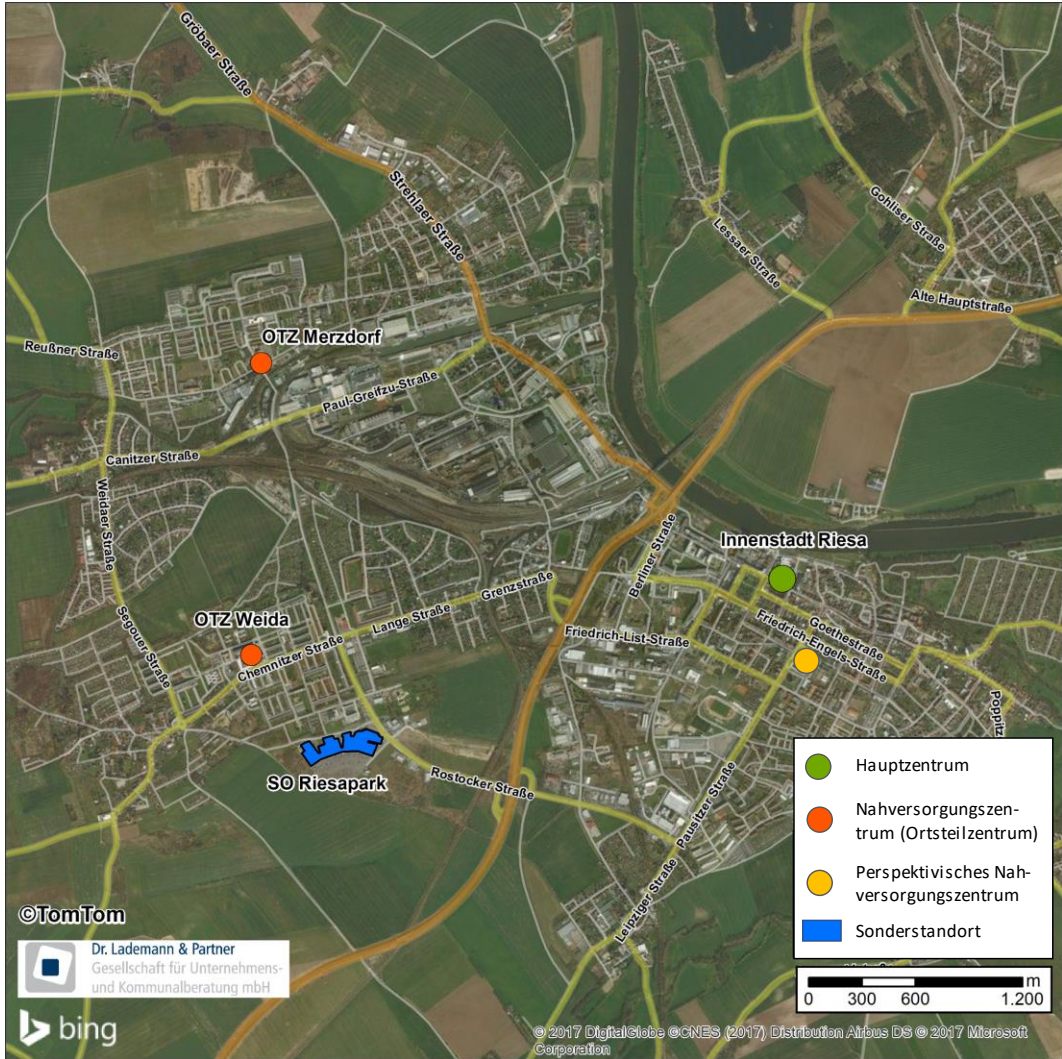 Gröbaer Straße
Strehlaer Straße
Gohliser Straße
Lessaer Straße
Alte Hauptstraße
OTZ Merzdorf
Reußner Straße
Paul-Greifzu-Straße
Canitzer Straße
Weidaer Straße
Innenstadt Riesa
Berliner Straße
Grenzstraße
Lange Straße
OTZ Weida
Segouer Straße
Chemnitzer Straße
Friedrich-List-Straße
Goethestraße
Friedrich-Engels-Straße
Poppitz
SO Riesapark
Rostocker Straße
Pausitzer Straße
Leipziger Straße
Hauptzentrum
Nahversorgungszen-
trum (Ortsteilzentrum)
Perspektivisches Nah-
versorgungszentrum
Sonderstandort
m
0 300 600 1.200
©TomTom
Dr. Lademann & Partner
Gesellschaft für Unternehmens-
und Kommunalberatung mbH
bing
© 2017 DigitalGlobe ©CNES (2017) Distribution Airbus DS © 2017 Microsoft
Corporation